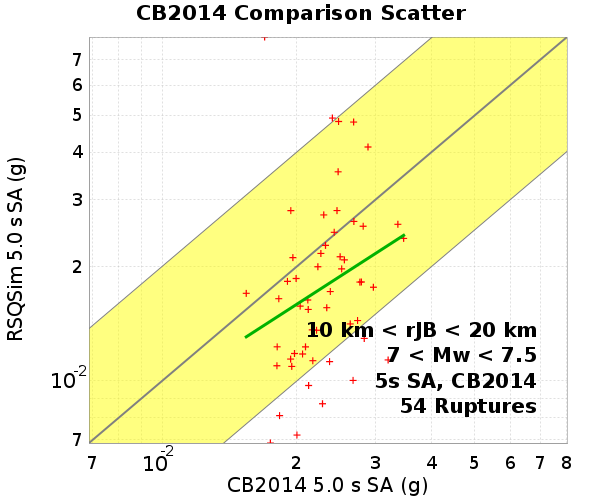 CB2014 Comparison Scatter
7
6
5
4
3
2
10-2
7
RSQSim 5.0 s SA (g)
10 km < rJB < 20 km
7 < Mw < 7.5
5s SA, CB2014
54 Ruptures
7 10-2 2 3 4 5 6 7 8
CB2014 5.0 s SA (g)